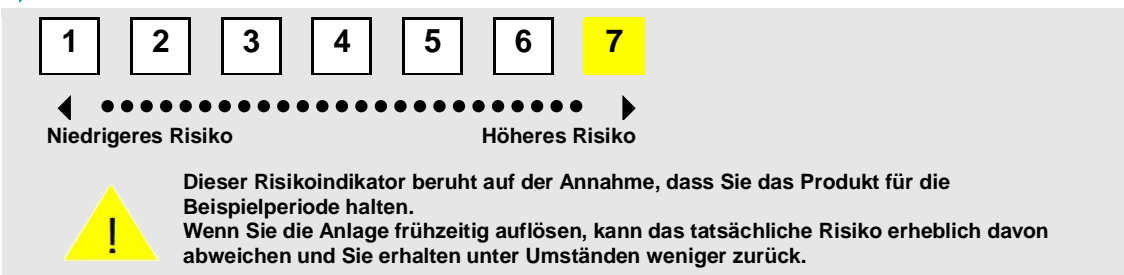 1 2 3 4 5 6 7
Niedrigeres Risiko Höheres Risiko
Dieser Risikoindikator beruht auf der Annahme, dass Sie das Produkt für die
Beispielperiode halten.
! Wenn Sie die Anlage frühzeitig auflösen, kann das tatsächliche Risiko erheblich davon
abweichen und Sie erhalten unter Umständen weniger zurück.